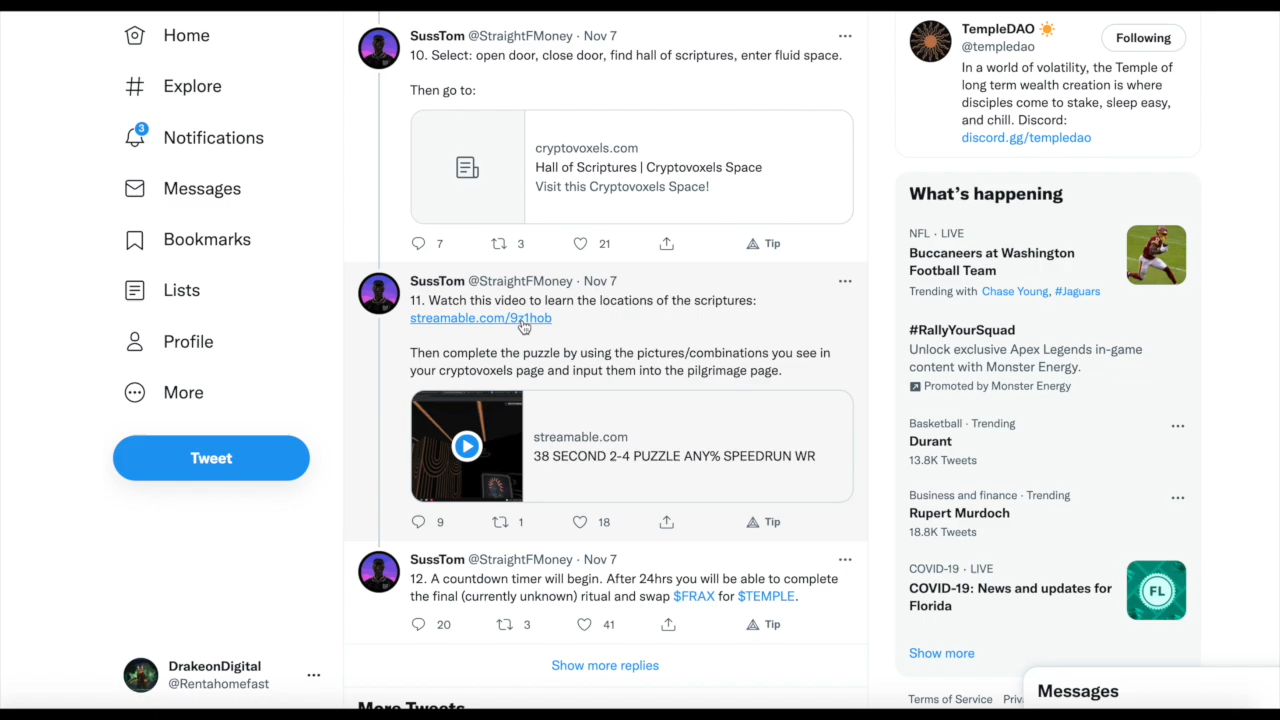 Home
Explore
3
Notifications
Messages
Bookmarks
Lists
Profile
More
Tweet
DrakeonDigital
@Rentahomefast
SussTom @StraightFMoney · Nov 7
10. Select: open door, close door, find hall of scriptures, enter fluid space.
Then go to:
cryptovoxels.com
Hall of Scriptures | Cryptovoxels Space
Visit this Cryptovoxels Space!
7 3 21 Tip
SussTom @StraightFMoney · Nov 7
11. Watch this video to learn the locations of the scriptures:
streamable.com/9z1hob
Then complete the puzzle by using the pictures/combinations you see in
your cryptovoxels page and input them into the pilgrimage page.
streamable.com
38 SECOND 2-4 PUZZLE ANY% SPEEDRUN WR
9 1 18 Tip
SussTom @StraightFMoney · Nov 7
12. A countdown timer will begin. After 24hrs you will be able to complete
the final (currently unknown) ritual and swap $FRAX for $TEMPLE.
20 3 41 Tip
Show more replies
More Tweets
TempleDAO
@templedao
Following
In a world of volatility, the Temple of
long term wealth creation is where
disciples come to stake, sleep easy,
and chill. Discord:
discord.gg/templedao
What's happening
NFL · LIVE
Buccaneers at Washington
Football Team
Trending with Chase Young, #Jaguars
#RallyYourSquad
Unlock exclusive Apex Legends in-game
content with Monster Energy.
Promoted by Monster Energy
Basketball · Trending
Durant
13.8K Tweets
Business and finance · Trending
Rupert Murdoch
18.8K Tweets
COVID-19 · LIVE
COVID-19: News and updates for
Florida
FL
Show more
Terms of Service Priv
Messages